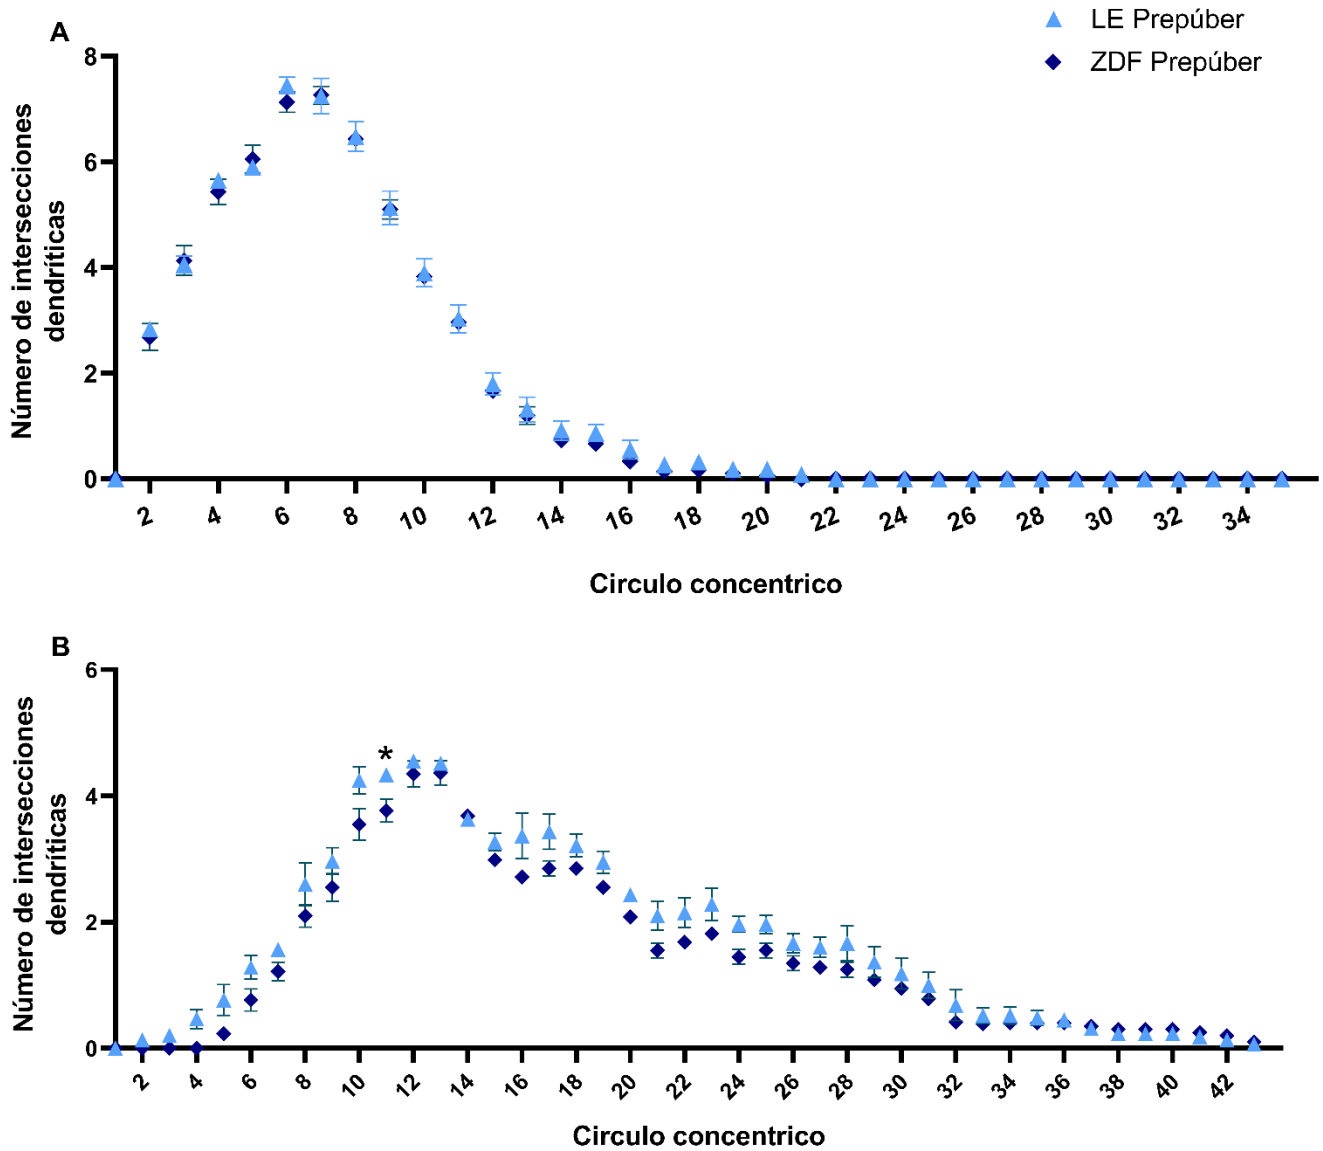 A
LE Prepúber
ZDF Prepúber
8
6
4
2
0
Número de intersecciones
dendríticas
2 4 6 8 10 12 14 16 18 20 22 24 26 28 30 32 34
Circulo concentrico
B
6
4
2
0
Número de intersecciones
dendríticas
*
2 4 6 8 10 12 14 16 18 20 22 24 26 28 30 32 34 36 38 40 42
Circulo concentrico